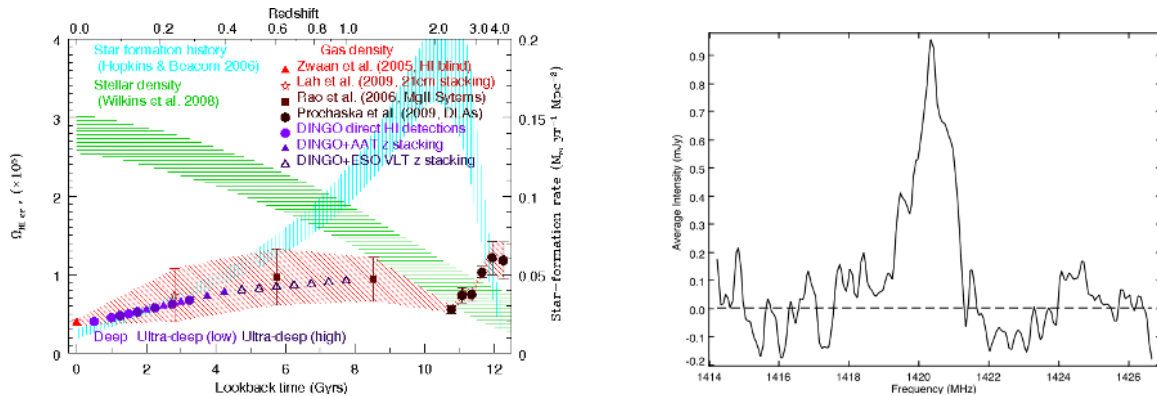 Redshift
0.0 0.1 0.2 0.3 0.4 0.6 0.8 1.0 2.0 3.0 4.0
4 0.2
Star formation history
(Hopkins & Beacom 2006)
Stellar density
(Wilkins et al. 2008)
Gas density
Zwaan et al. (2005, HI blind)
Lah et al. (2009, 21cm stacking)
Rao et al. (2006, MgII Sytems)
Prochaska et al. (2009, DLAs)
DINGO direct HI detections
DINGO+AAT z stacking
DINGO+ESO VLT z stacking
3 0.15
2 0.1
1 0.05
0 0
Star-formation rate
Deep Ultra-deep (low) Ultra-deep (high)
0 2 4 6 8 10 12
Lookback time (Gyrs)
Average Intensity (mJy)
0.9
0.8
0.7
0.6
0.5
0.4
0.3
0.2
0.1
0.0
-0.1
-0.2
1414 1416 1418 1420 1422 1424 1426
Frequency (MHz)